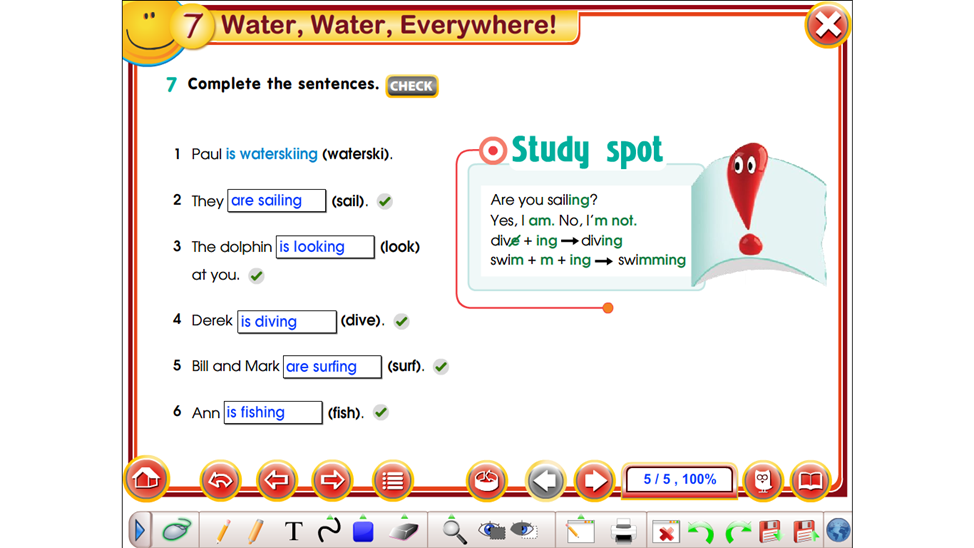 7 Water, Water, Everywhere!
7 Complete the sentences. CHECK
1 Paul is waterskiing (waterski).
2 They are sailing (sail).
3 The dolphin is looking (look)
at you.
4 Derek is diving (dive).
5 Bill and Mark are surfing (surf).
6 Ann is fishing (fish).
Study spot
Are you sailing?
Yes, I am. No, I'm not.
dive + ing → diving
swim + m + ing → swimming
5 / 5 , 100%
T